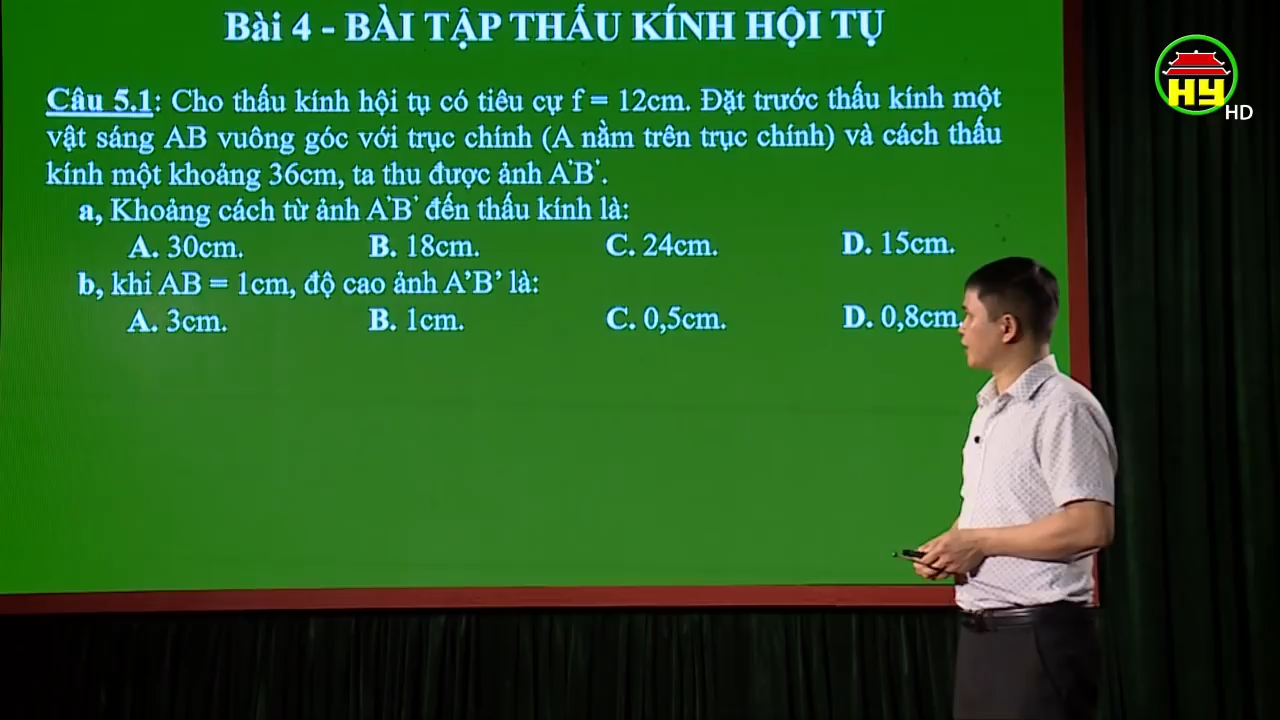 Bài 4 - BÀI TẬP THẤU KÍNH HỘI TỤ
HY
HD
Câu 5.1: Cho thấu kính hội tụ có tiêu cự f = 12cm. Đặt trước thấu kính một
vật sáng AB vuông góc với trục chính (A nằm trên trục chính) và cách thấu
kính một khoảng 36cm, ta thu được ảnh A'B'.
a, Khoảng cách từ ảnh A'B' đến thấu kính là:
A. 30cm. B. 18cm. C. 24cm. D. 15cm.
b, khi AB = 1cm, độ cao ảnh A’B’ là:
A. 3cm. B. 1cm. C. 0,5cm. D. 0,8cm.